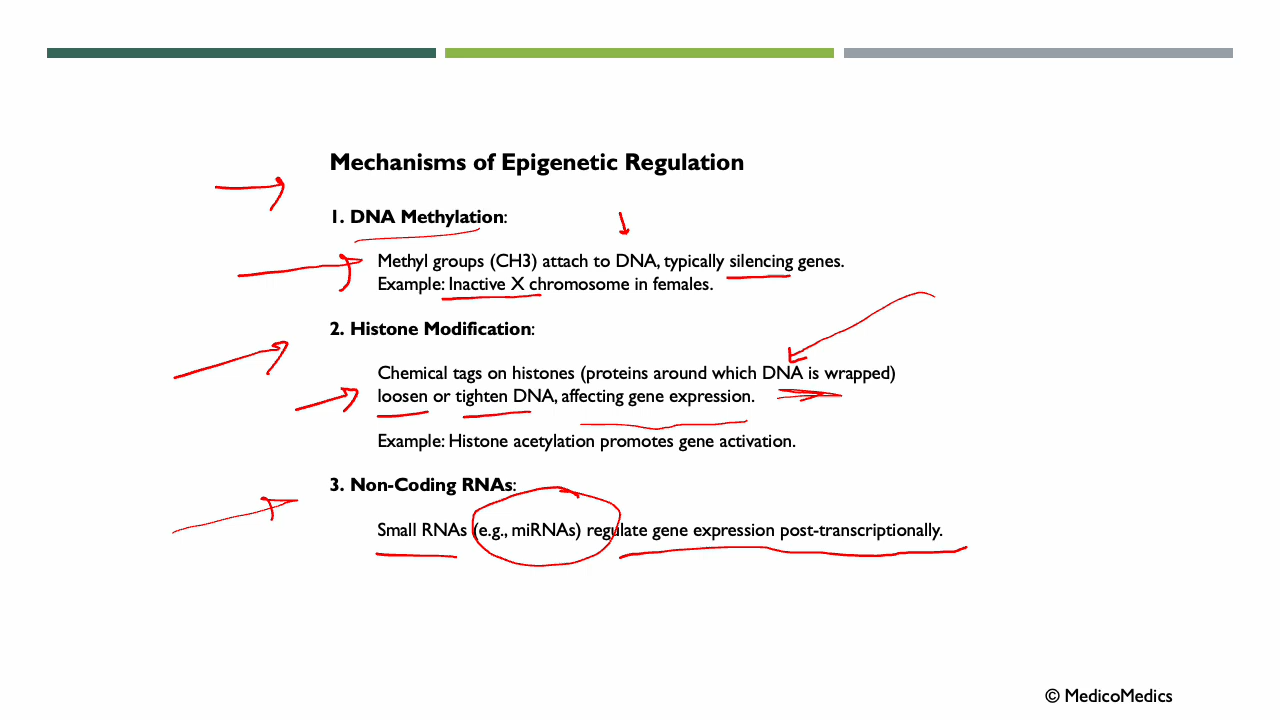 Mechanisms of Epigenetic Regulation
1. DNA Methylation:
Methyl groups (CH3) attach to DNA, typically silencing genes.
Example: Inactive X chromosome in females.
2. Histone Modification:
Chemical tags on histones (proteins around which DNA is wrapped)
loosen or tighten DNA, affecting gene expression.
Example: Histone acetylation promotes gene activation.
3. Non-Coding RNAs:
Small RNAs (e.g., miRNAs) regulate gene expression post-transcriptionally.
© MedicoMedics